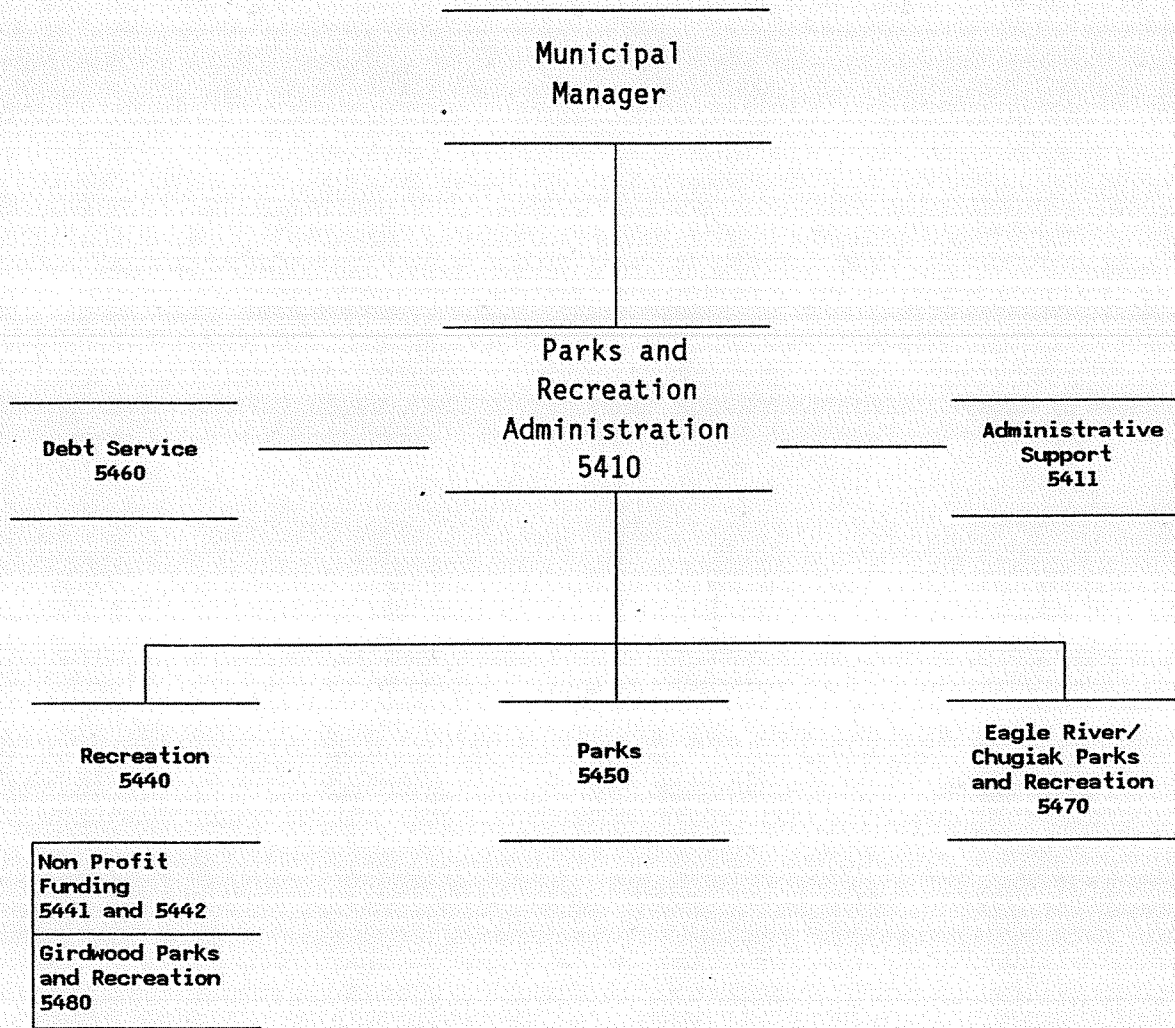 Municipal
Manager
Parks and
Recreation
Administration
5410
Debt Service
5460
Administrative
Support
5411
Recreation
5440
Parks
5450
Eagle River/
Chugiak Parks
and Recreation
5470
Non Profit
Funding
5441 and 5442
Girdwood Parks
and Recreation
5480